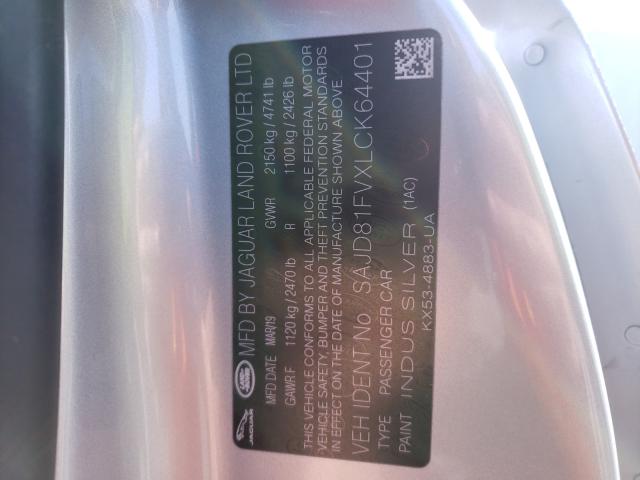 JAGUAR
LAND ROVER
MFD BY JAGUAR LAND ROVER LTD
MFD DATE MAR/19 GVWR 2150 kg / 4741 lb
GAWR F 1120 kg / 2470 lb R 1100 kg / 2426 lb
THIS VEHICLE CONFORMS TO ALL APPLICABLE FEDERAL MOTOR
VEHICLE SAFETY, BUMPER AND THEFT PREVENTION STANDARDS
IN EFFECT ON THE DATE OF MANUFACTURE SHOWN ABOVE.
VEH IDENT No SAJD81FVXLCK64401
TYPE PASSENGER CAR
PAINT INDUS SILVER (1AC)
KX53-4883-UA